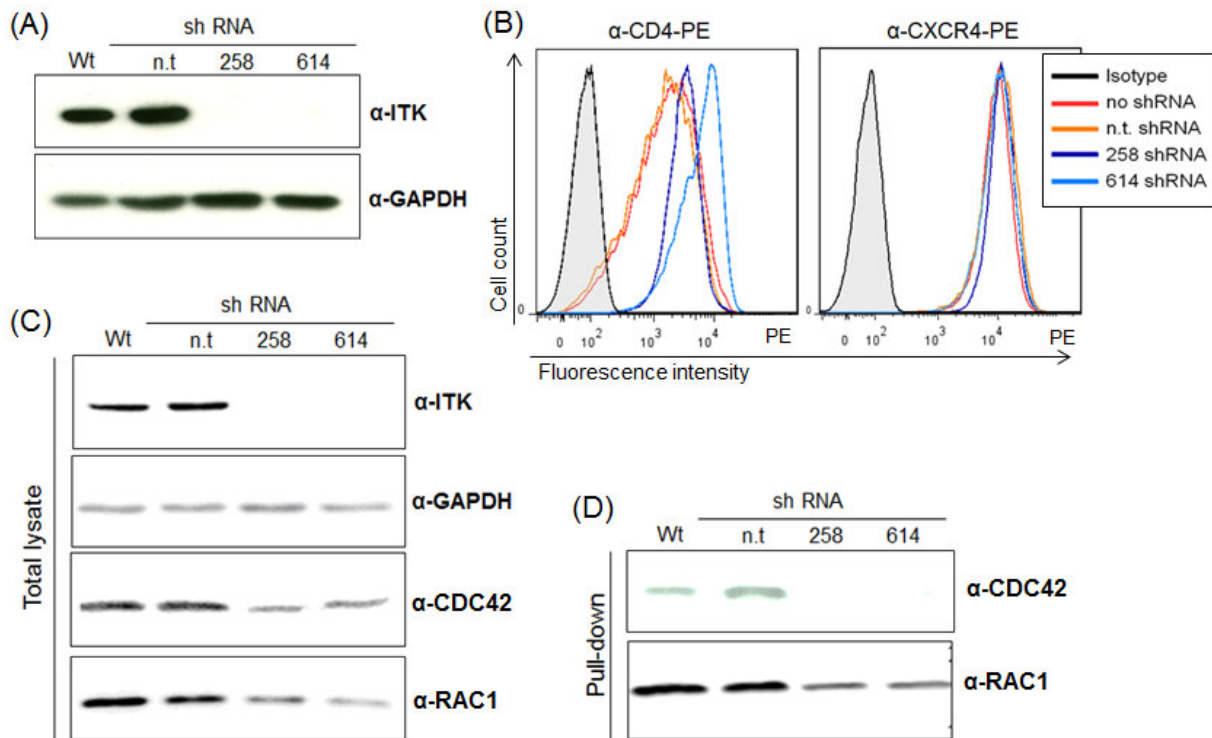 (A)
sh RNA
Wt n.t 258 614
α-ITK
α-GAPDH
(B)
α-CD4-PE α-CXCR4-PE
Cell count
0 0
0 10² 10³ 10⁴ PE 0 10² 10³ 10⁴ PE
Fluorescence intensity
Isotype
no shRNA
n.t. shRNA
258 shRNA
614 shRNA
(C)
sh RNA
Wt n.t 258 614
Total lysate
α-ITK
α-GAPDH
α-CDC42
α-RAC1
(D)
sh RNA
Wt n.t 258 614
Pull-down
α-CDC42
α-RAC1